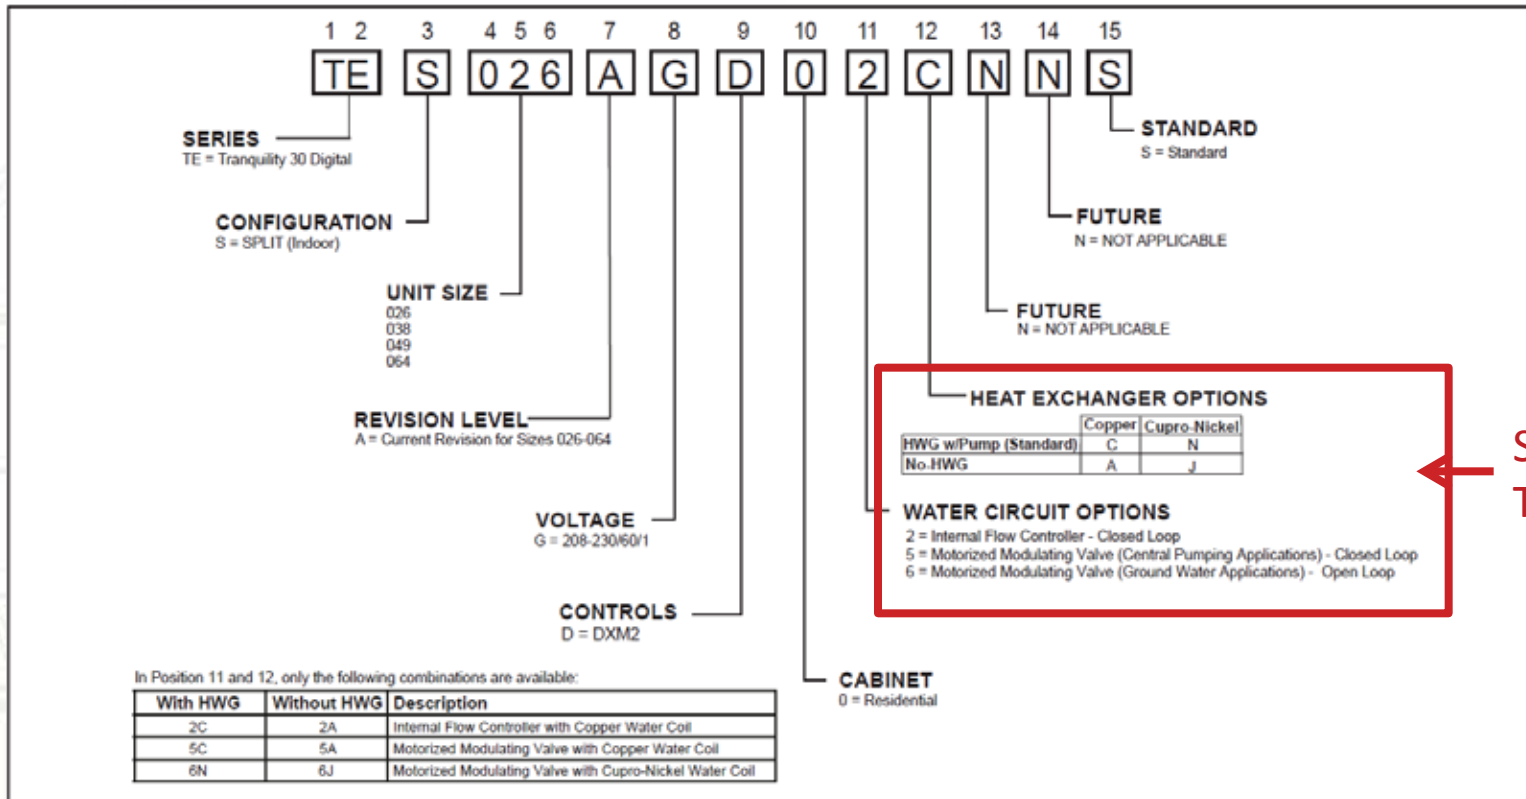 1 2 3 4 5 6 7 8 9 10 11 12 13 14 15
TE S 026 A G D 0 2 C N N S
SERIES
TE = Tranquility 30 Digital
STANDARD
S = Standard
CONFIGURATION
S = SPLIT (Indoor)
FUTURE
N = NOT APPLICABLE
UNIT SIZE
026
038
049
064
FUTURE
N = NOT APPLICABLE
REVISION LEVEL
A = Current Revision for Sizes 026-064
HEAT EXCHANGER OPTIONS
Copper Cupro-Nickel
HWG w/Pump (Standard) C N
No-HWG A J
S
T
VOLTAGE
G = 208-230/60/1
WATER CIRCUIT OPTIONS
2 = Internal Flow Controller - Closed Loop
5 = Motorized Modulating Valve (Central Pumping Applications) - Closed Loop
6 = Motorized Modulating Valve (Ground Water Applications) - Open Loop
CONTROLS
D = DXM2
CABINET
0 = Residential
In Position 11 and 12, only the following combinations are available:
With HWG Without HWG Description
2C 2A Internal Flow Controller with Copper Water Coil
5C 5A Motorized Modulating Valve with Copper Water Coil
6N 6J Motorized Modulating Valve with Cupro-Nickel Water Coil